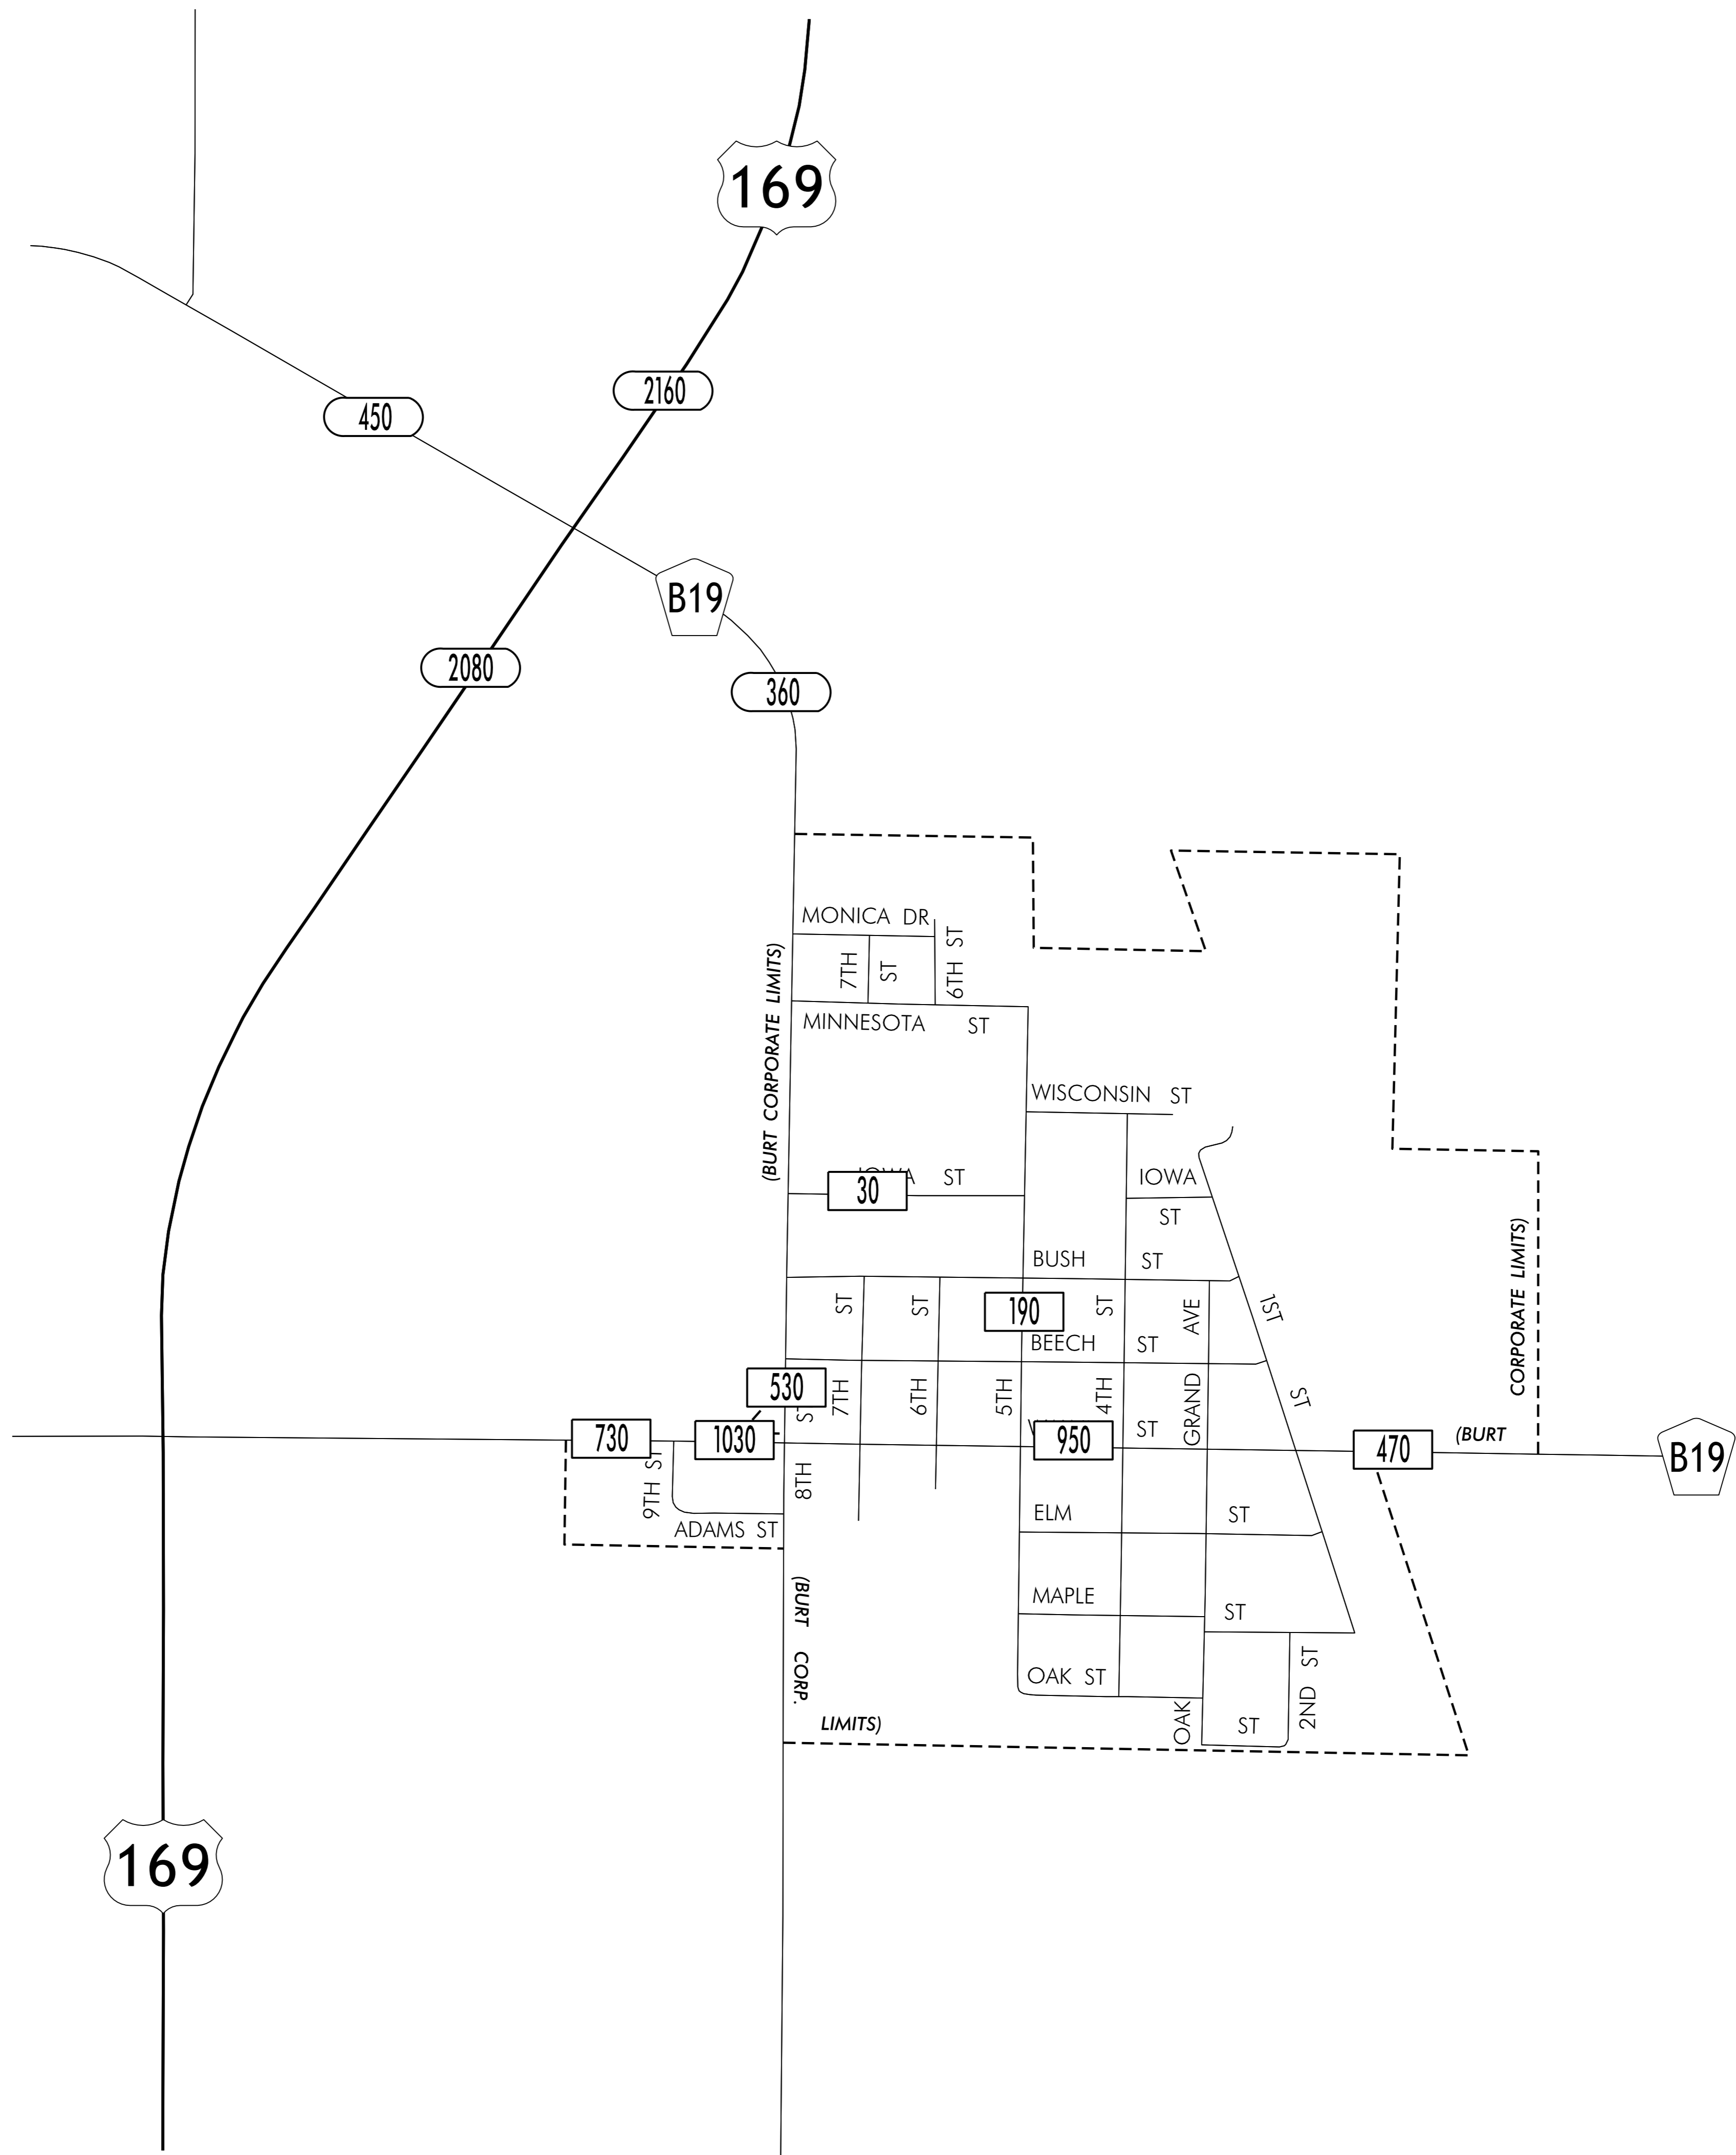 169
2160
450
B19
2080
360
MONICA DR
7TH
ST
6TH ST
(BURT CORPORATE LIMITS)
MINNESOTA ST
WISCONSIN ST
IOWA ST
30
IOWA
ST
BUSH ST
CORPORATE LIMITS)
ST
ST
190
ST
AVE
1ST
BEECH ST
530
ST
7TH
6TH
5TH
4TH
GRAND
ST
730
1030
950
ST
470
(BURT
B19
9TH ST
8TH
ELM ST
ADAMS ST
(BURT CORP.
MAPLE ST
OAK ST
2ND ST
LIMITS)
OAK
ST
169